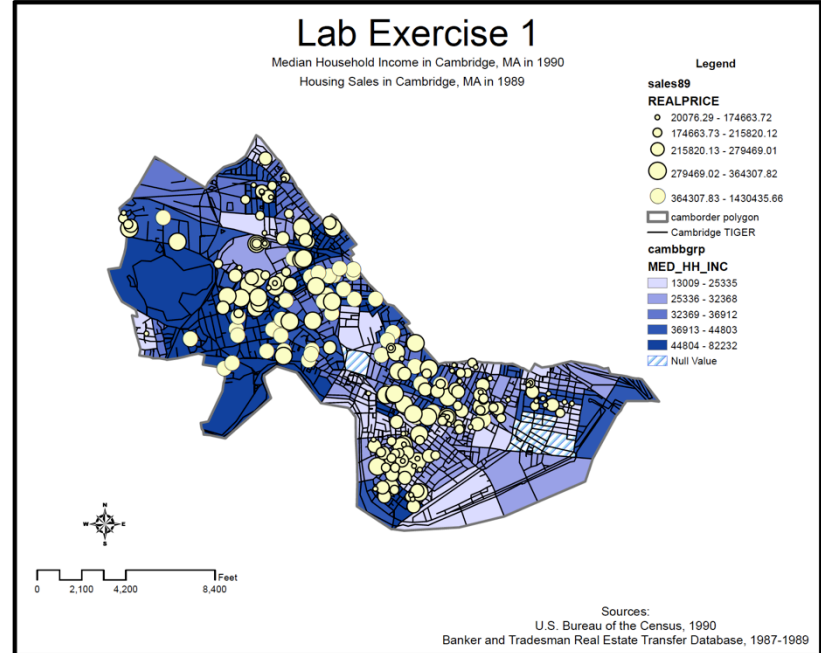 Lab Exercise 1
Median Household Income in Cambridge, MA in 1990
Housing Sales in Cambridge, MA in 1989
Legend
sales89
REALPRICE
20076.29 - 174663.72
174663.73 - 215820.12
215820.13 - 279469.01
279469.02 - 364307.82
364307.83 - 1430435.66
camborder polygon
Cambridge TIGER
cambbgrp
MED_HH_INC
13009 - 25335
25336 - 32368
32369 - 36912
36913 - 44803
44804 - 82232
Null Value
N
W E
S
Feet
0 2,100 4,200 8,400
Sources:
U.S. Bureau of the Census, 1990
Banker and Tradesman Real Estate Transfer Database, 1987-1989